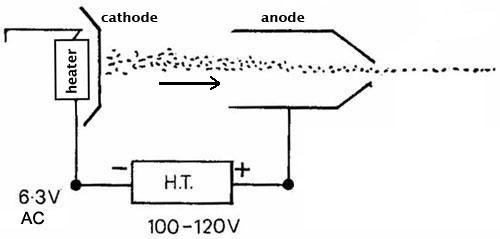 cathode
anode
heater
– H.T. +
6·3V
AC
100–120V